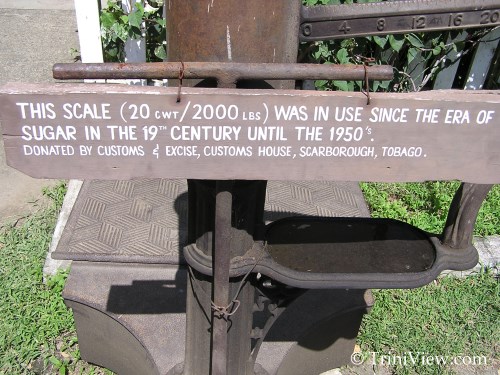 0 4 8 12 16 20
THIS SCALE (20 CWT/2000 LBS) WAS IN USE SINCE THE ERA OF
SUGAR IN THE 19TH CENTURY UNTIL THE 1950's.
DONATED BY CUSTOMS & EXCISE, CUSTOMS HOUSE, SCARBOROUGH, TOBAGO.
©TriniView.com